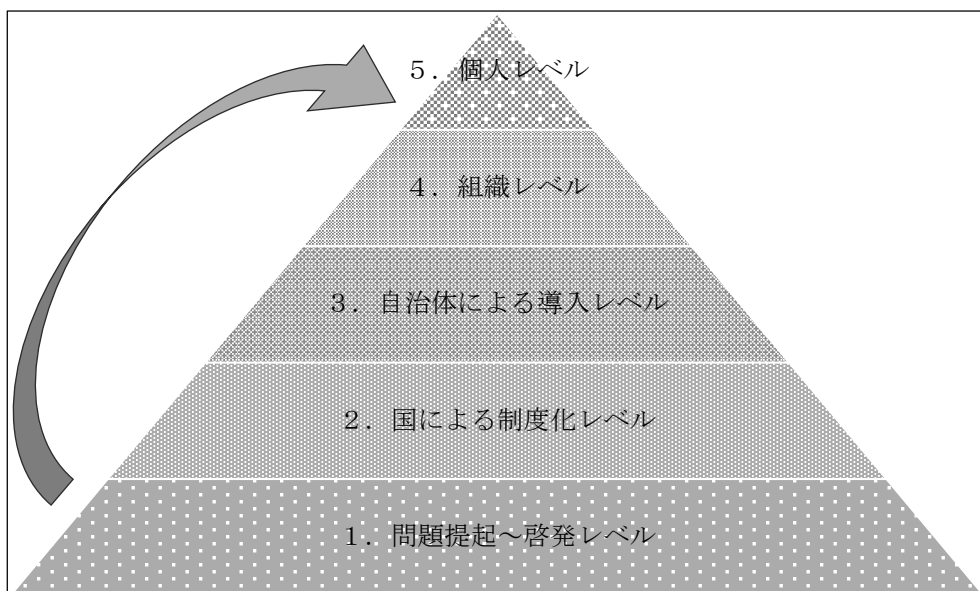 ５．個人レベル
４．組織レベル
３．自治体による導入レベル
２．国による制度化レベル
１．問題提起～啓発レベル